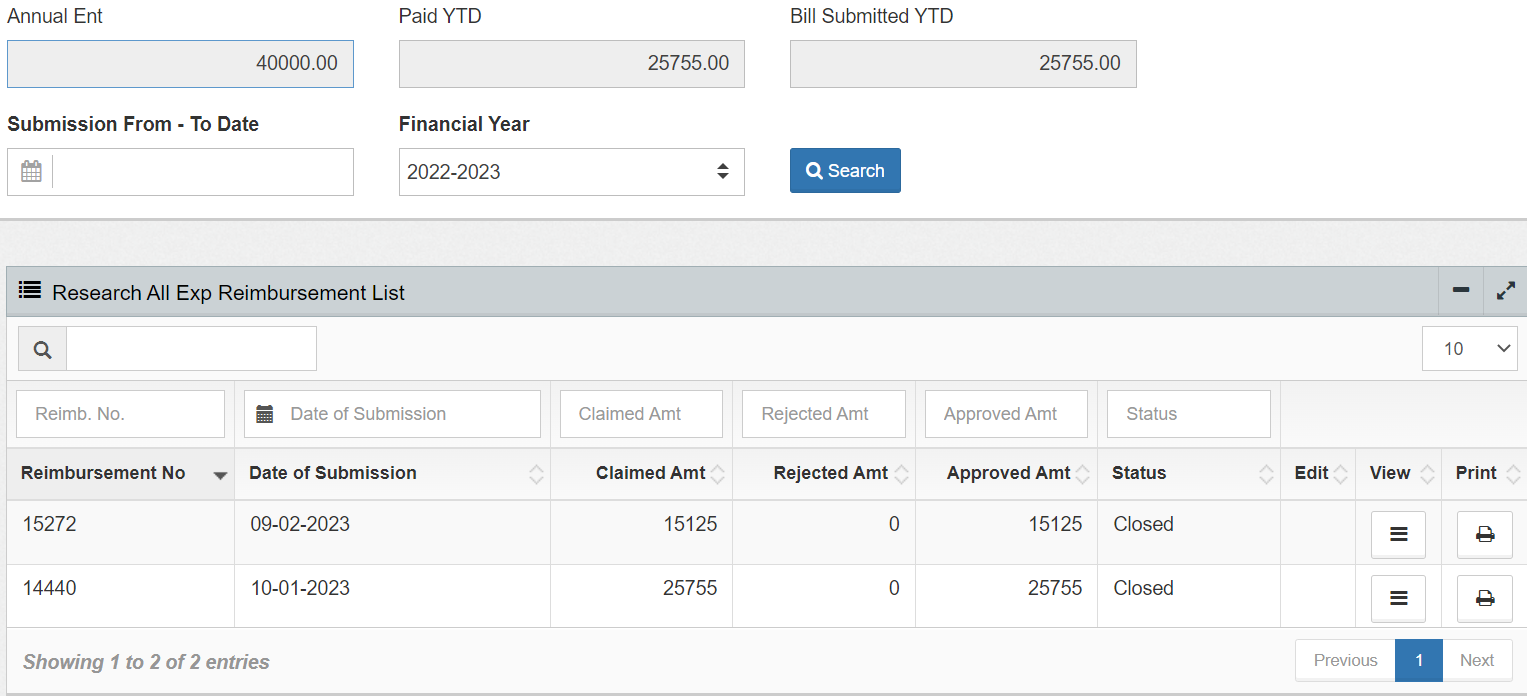 Annual Ent Paid YTD Bill Submitted YTD
40000.00 25755.00 25755.00
Submission From - To Date Financial Year
2022-2023 Search
Research All Exp Reimbursement List
10
Reimb. No. Date of Submission Claimed Amt Rejected Amt Approved Amt Status
Reimbursement No Date of Submission Claimed Amt Rejected Amt Approved Amt Status Edit View Print
15272 09-02-2023 15125 0 15125 Closed
14440 10-01-2023 25755 0 25755 Closed
Showing 1 to 2 of 2 entries Previous 1 Next